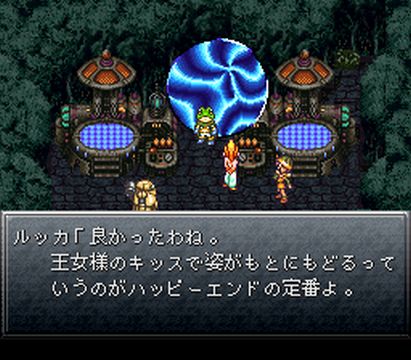 ルッカ「良かったわね。
王女様のキッスで姿がもとにもどるって
いうのがハッピーエンドの定番よ。